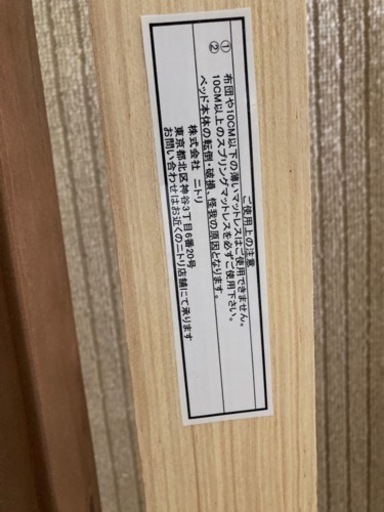 ご使用上の注意
① 布団や10CM以下の薄いマットレスはご使用できません。
② 10CM以上のスプリングマットレスを必ずご使用下さい。
ベッド本体の転倒・破損、怪我の原因となります。
株式会社 ニトリ
東京都北区神谷3丁目6番20号
お問い合わせはお近くのニトリ店舗にて承ります